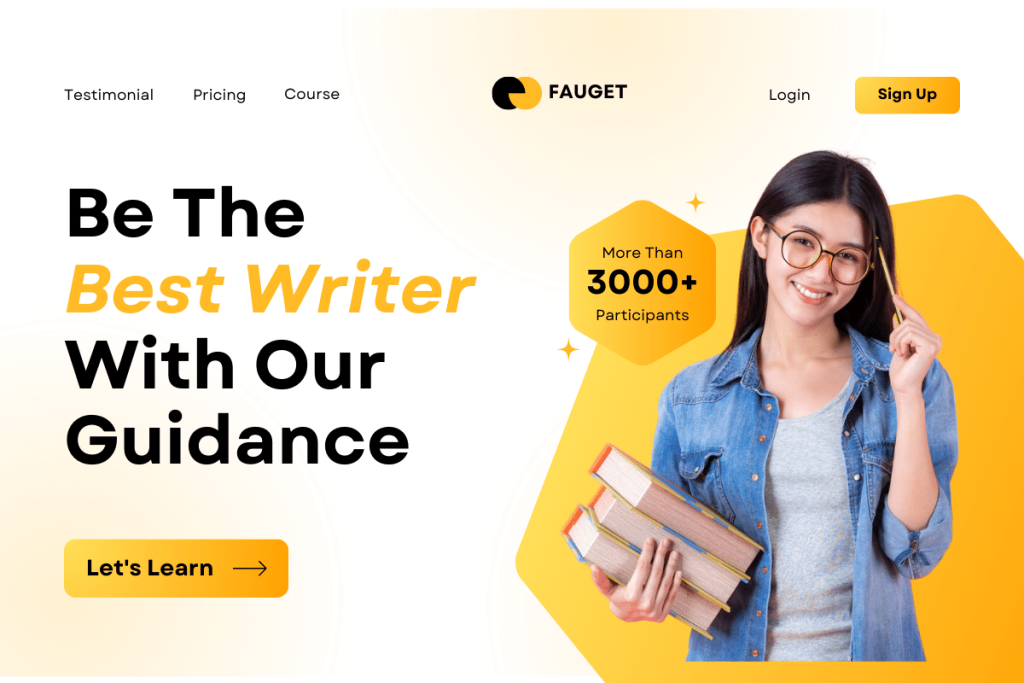 Testimonial
Pricing
Course
FAUGET
Login
Sign Up
Be The
Best Writer
With Our
Guidance
More Than
3000+
Participants
Let's Learn